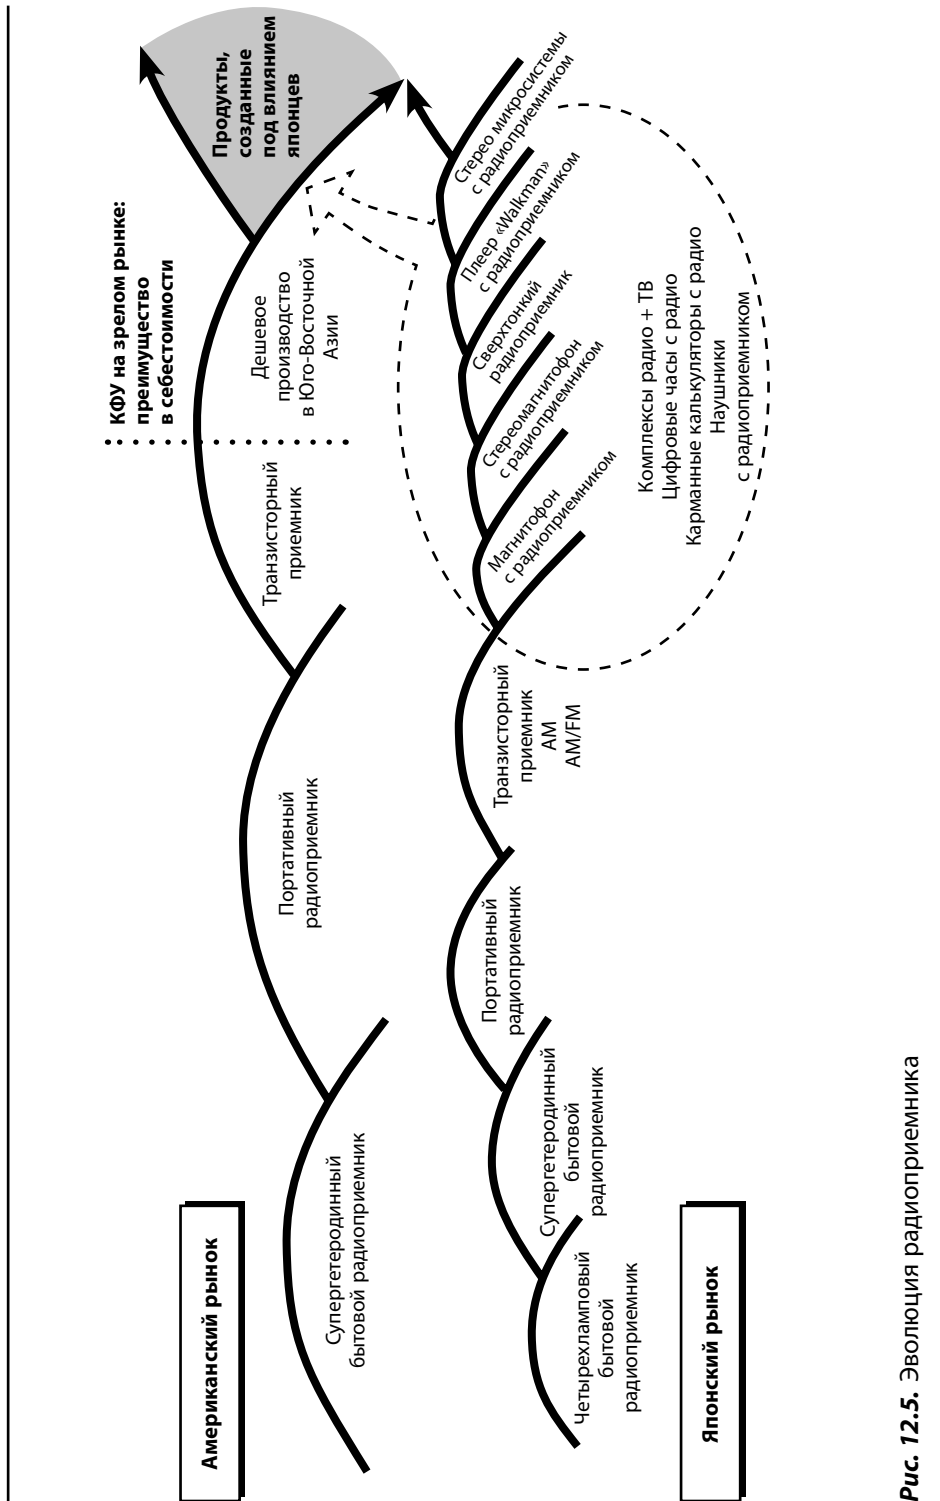 Американский рынок
Супергетеродинный
бытовой радиоприемник
Портативный
радиоприемник
Транзисторный
приемник
КФУ на зрелом рынке:
преимущество
в себестоимости
Дешевое
производство
в Юго-Восточной
Азии
Продукты,
созданные
под влиянием
японцев
Японский рынок
Четырехламповый
бытовой
радиоприемник
Супергетеродинный
бытовой
радиоприемник
Портативный
радиоприемник
Транзисторный
приемник
АМ
AM/FM
Магнитофон
с радиоприемником
Стереомагнитофон
с радиоприемником
Сверхтонкий
радиоприемник
Плеер «Walkman»
с радиоприемником
Стерео микросистемы
с радиоприемником
Комплексы радио + ТВ
Цифровые часы с радио
Карманные калькуляторы с радио
Наушники
с радиоприемником
Рис. 12.5. Эволюция радиоприемника